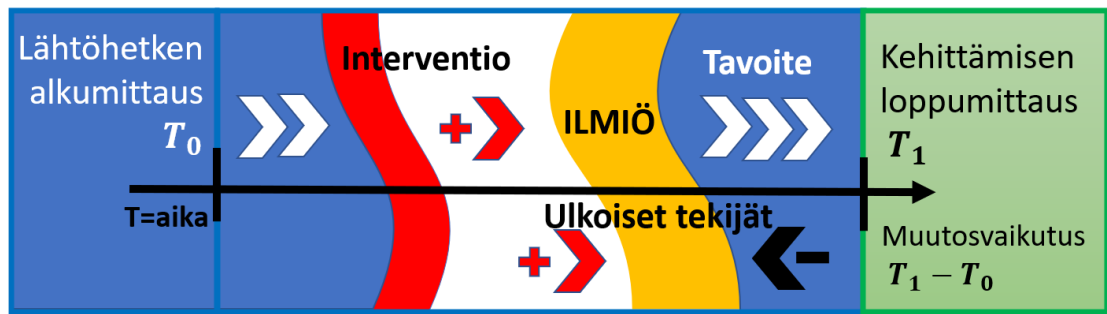 Lähtöhetken
alkumittaus
T₀
T=aika
Interventio
+
ILMIÖ
Tavoite
Ulkoiset tekijät
+
-
Kehittämisen
loppumittaus
T₁
Muutosvaikutus
T₁ − T₀